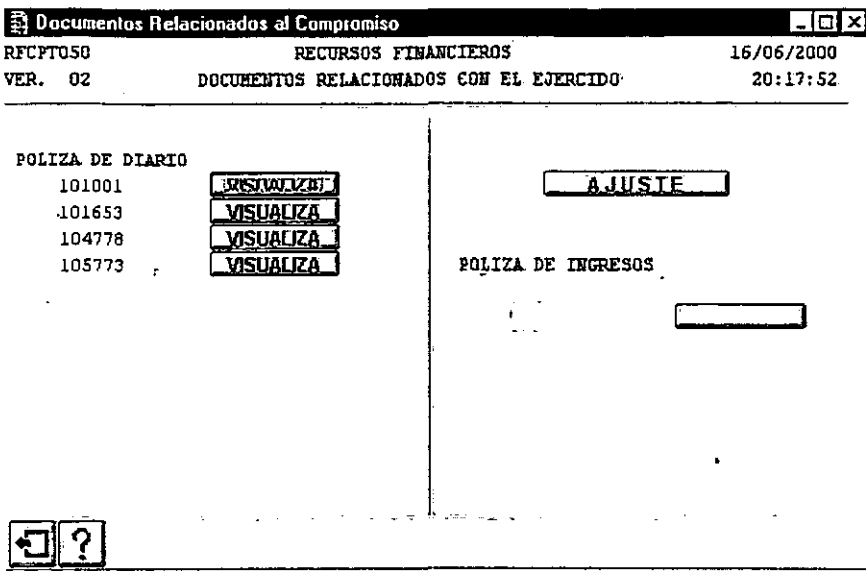 Documentos Relacionados al Compromiso
RFCPT050 RECURSOS FINANCIEROS 16/06/2000
VER. 02 DOCUMENTOS RELACIONADOS CON EL EJERCIDO 20:17:52
POLIZA DE DIARIO
101001 VISUALIZA AJUSTE
101653 VISUALIZA
104778 VISUALIZA
105773 VISUALIZA POLIZA DE INGRESOS
?